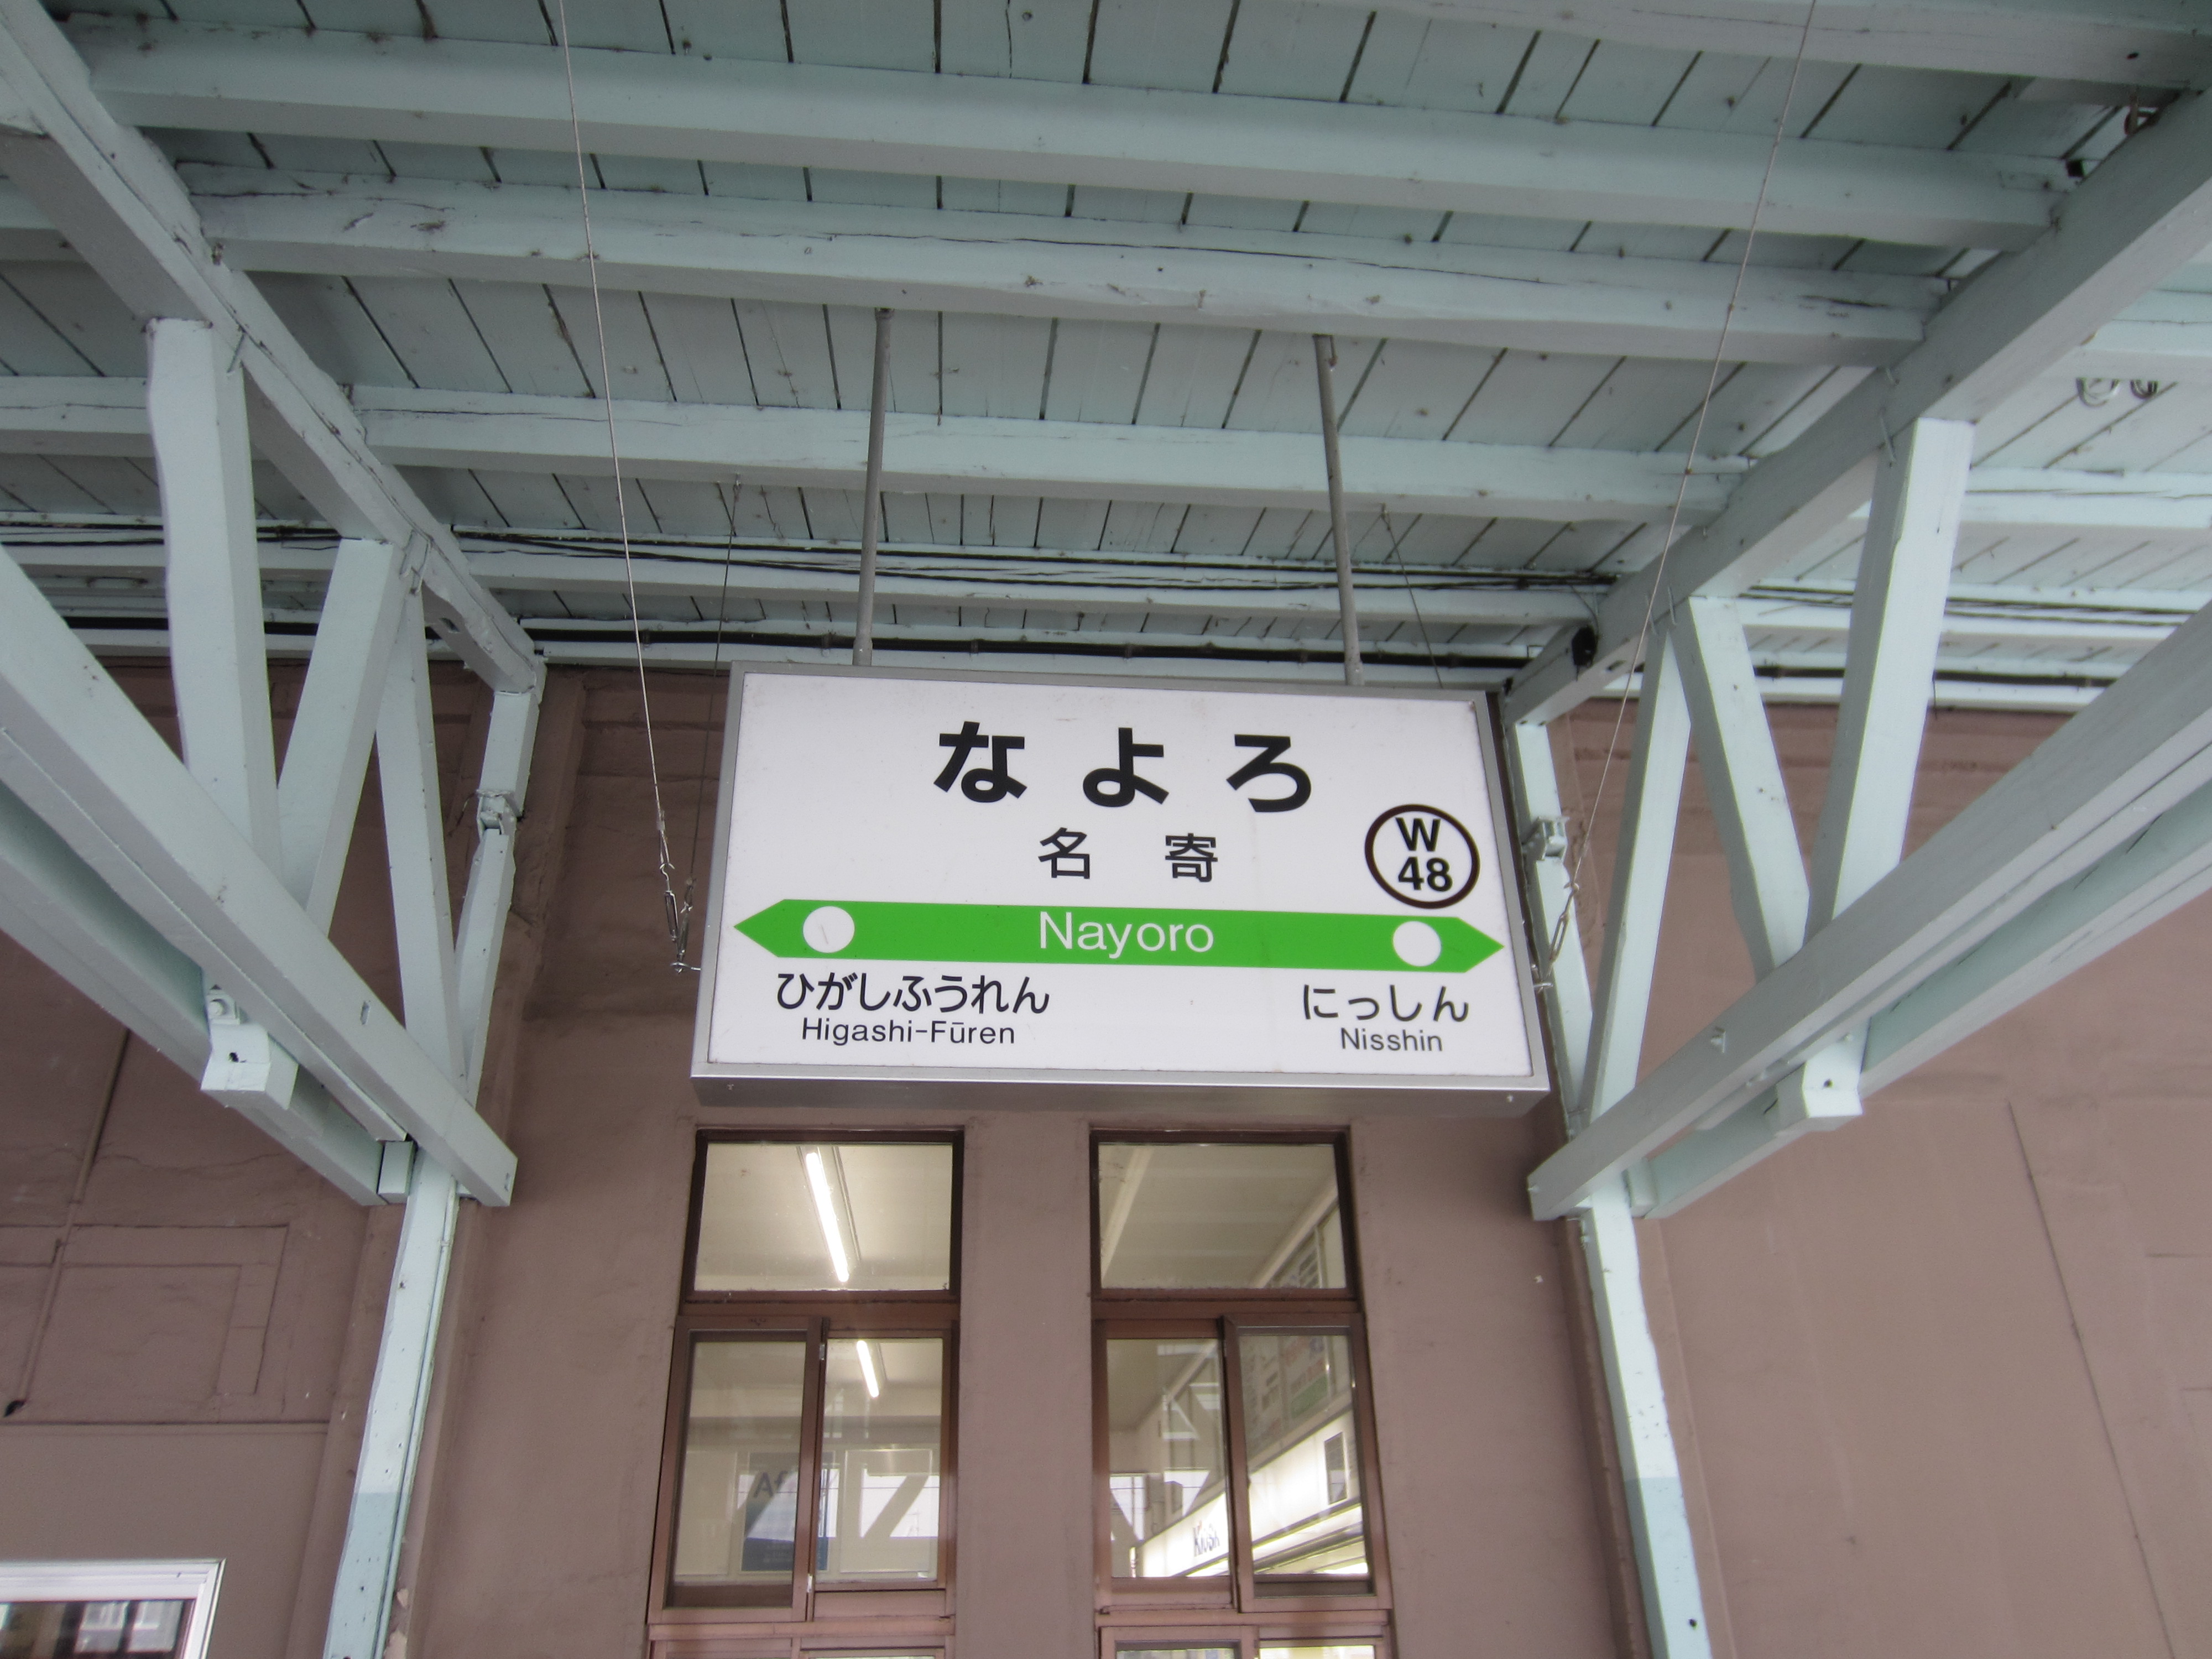 なよろ
名寄
W
48
Nayoro
ひがしふうれん
Higashi-Fūren
にっしん
Nisshin
Kiosk